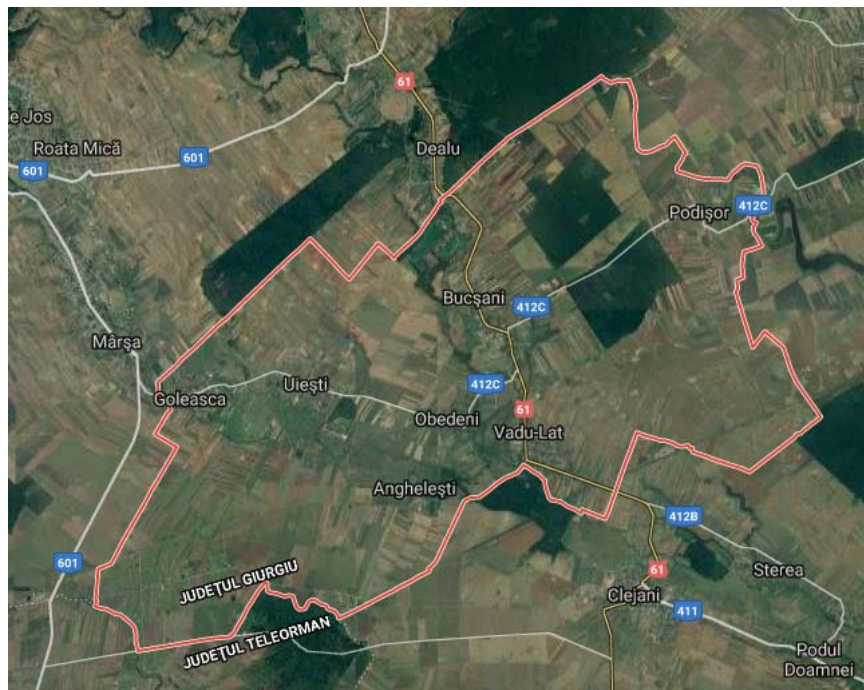 61
Dealu
e Jos
Roata Mică
601
601
412C
Podișor
Bucșani
412C
Mârșa
Goleasca
Uiești
412C
Obedeni
61
Vadu-Lat
Anghelești
412B
601
JUDEȚUL GIURGIU
61
Sterea
Clejani
411
JUDEȚUL TELEORMAN
Podul
Doamnei